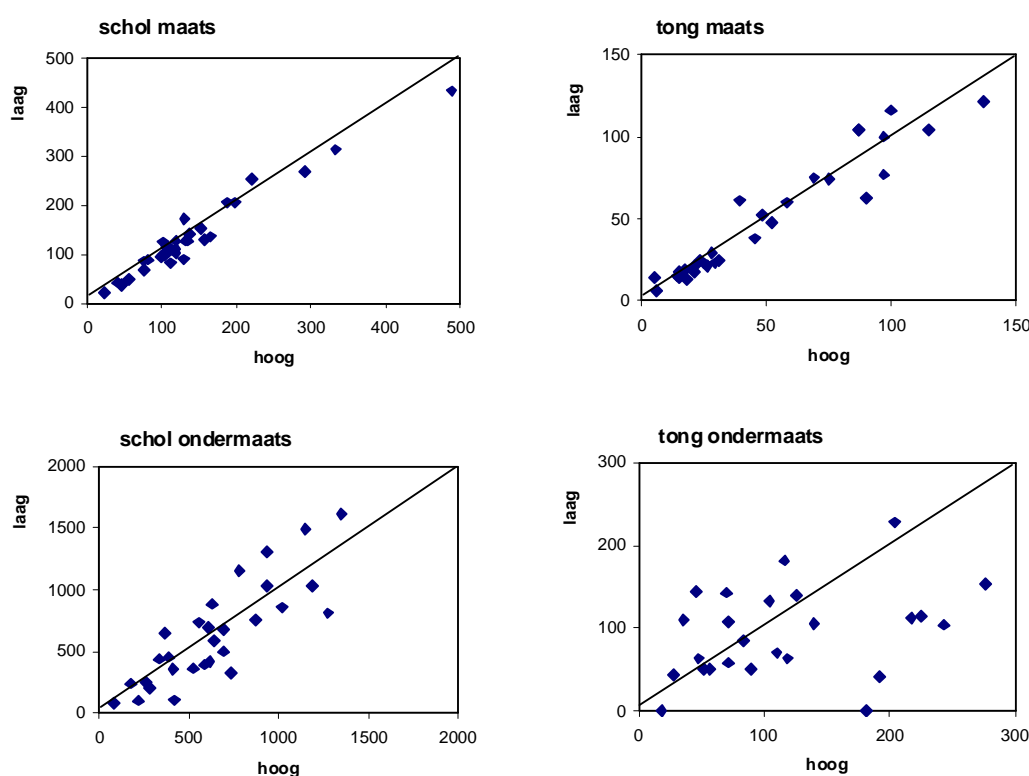 schol maats
laag
500
400
300
200
100
0
0 100 200 300 400 500
hoog
tong maats
laag
150
100
50
0
0 50 100 150
hoog
schol ondermaats
laag
2000
1500
1000
500
0
0 500 1000 1500 2000
hoog
tong ondermaats
laag
300
200
100
0
0 100 200 300
hoog